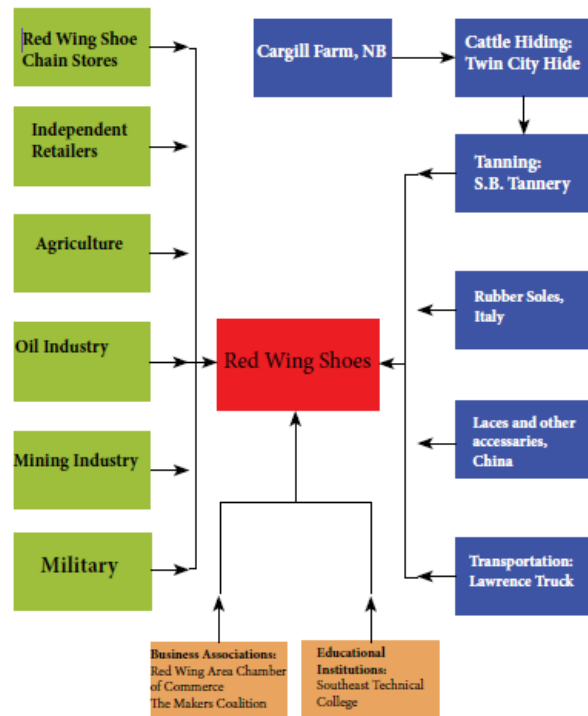 Red Wing Shoe
Chain Stores
Independent
Retailers
Agriculture
Oil Industry
Mining Industry
Military
Cargill Farm, NB
Cattle Hiding:
Twin City Hide
Tanning:
S.B. Tannery
Rubber Soles,
Italy
Laces and other
accessaries,
China
Transportation:
Lawrence Truck
Red Wing Shoes
Business Associations:
Red Wing Area Chamber
of Commerce
The Makers Coalition
Educational
Institutions:
Southeast Technical
College